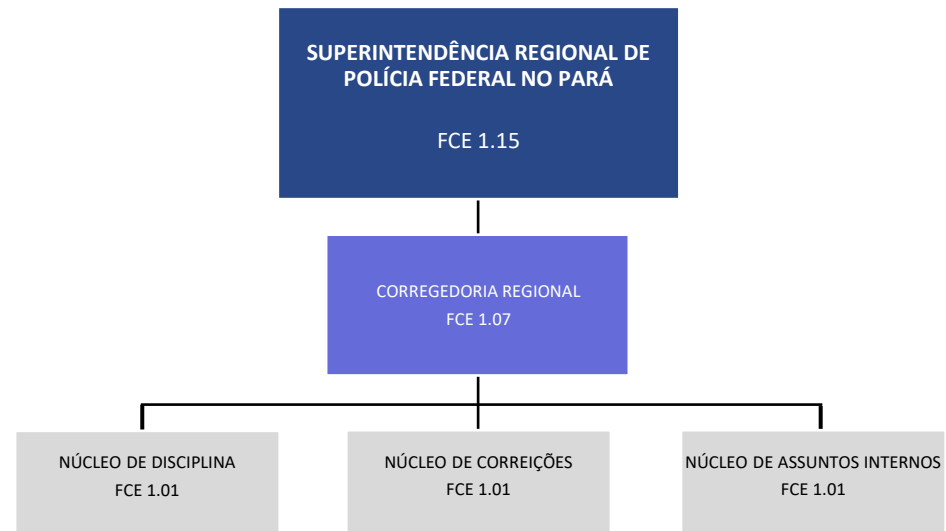 SUPERINTENDÊNCIA REGIONAL DE
POLÍCIA FEDERAL NO PARÁ
FCE 1.15
CORREGEDORIA REGIONAL
FCE 1.07
NÚCLEO DE DISCIPLINA
FCE 1.01
NÚCLEO DE CORREIÇÕES
FCE 1.01
NÚCLEO DE ASSUNTOS INTERNOS
FCE 1.01